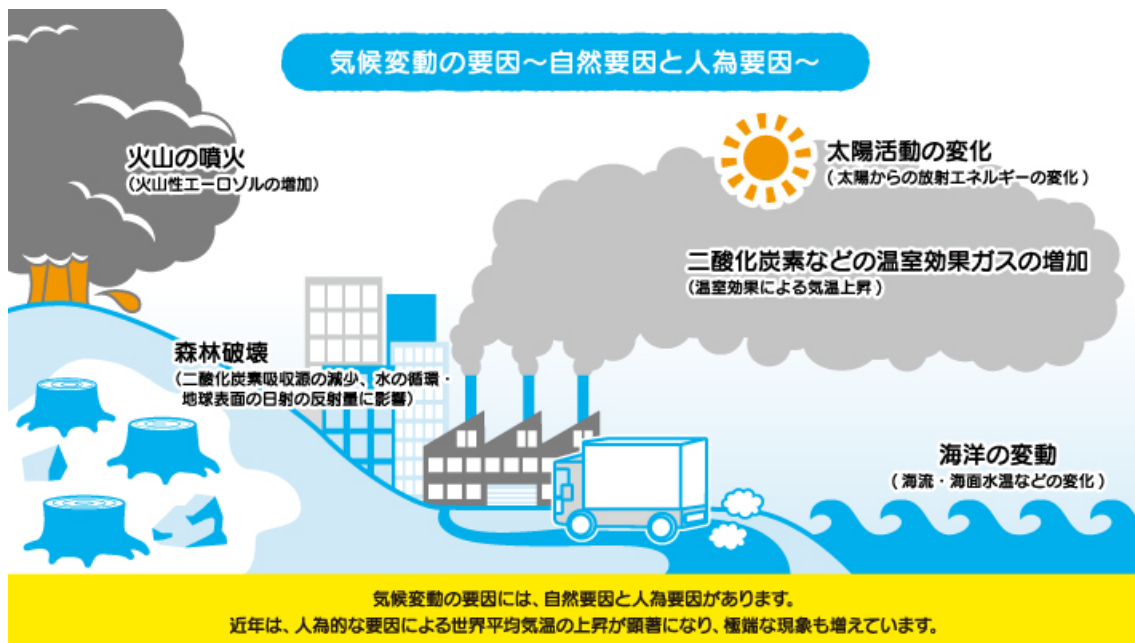 気候変動の要因～自然要因と人為要因～
火山の噴火
(火山性エーロゾルの増加)
太陽活動の変化
(太陽からの放射エネルギーの変化)
二酸化炭素などの温室効果ガスの増加
(温室効果による気温上昇)
森林破壊
(二酸化炭素吸収源の減少、水の循環・
地球表面の日射の反射量に影響)
海洋の変動
(海流・海面水温などの変化)
気候変動の要因には、自然要因と人為要因があります。
近年は、人為的な要因による世界平均気温の上昇が顕著になり、極端な現象も増えています。